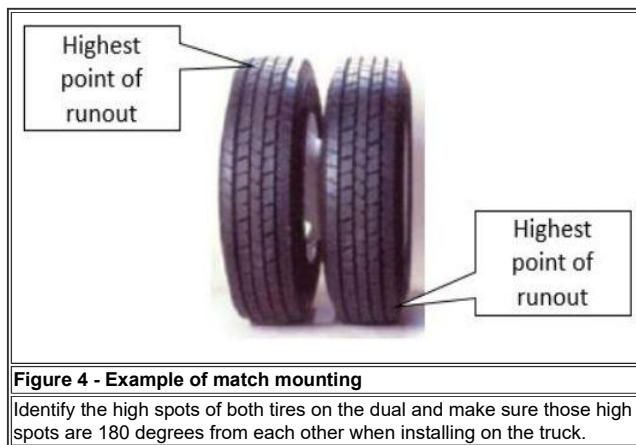 Highest
point of
runout
Highest
point of
runout
Figure 4 - Example of match mounting
Identify the high spots of both tires on the dual and make sure those high
spots are 180 degrees from each other when installing on the truck.